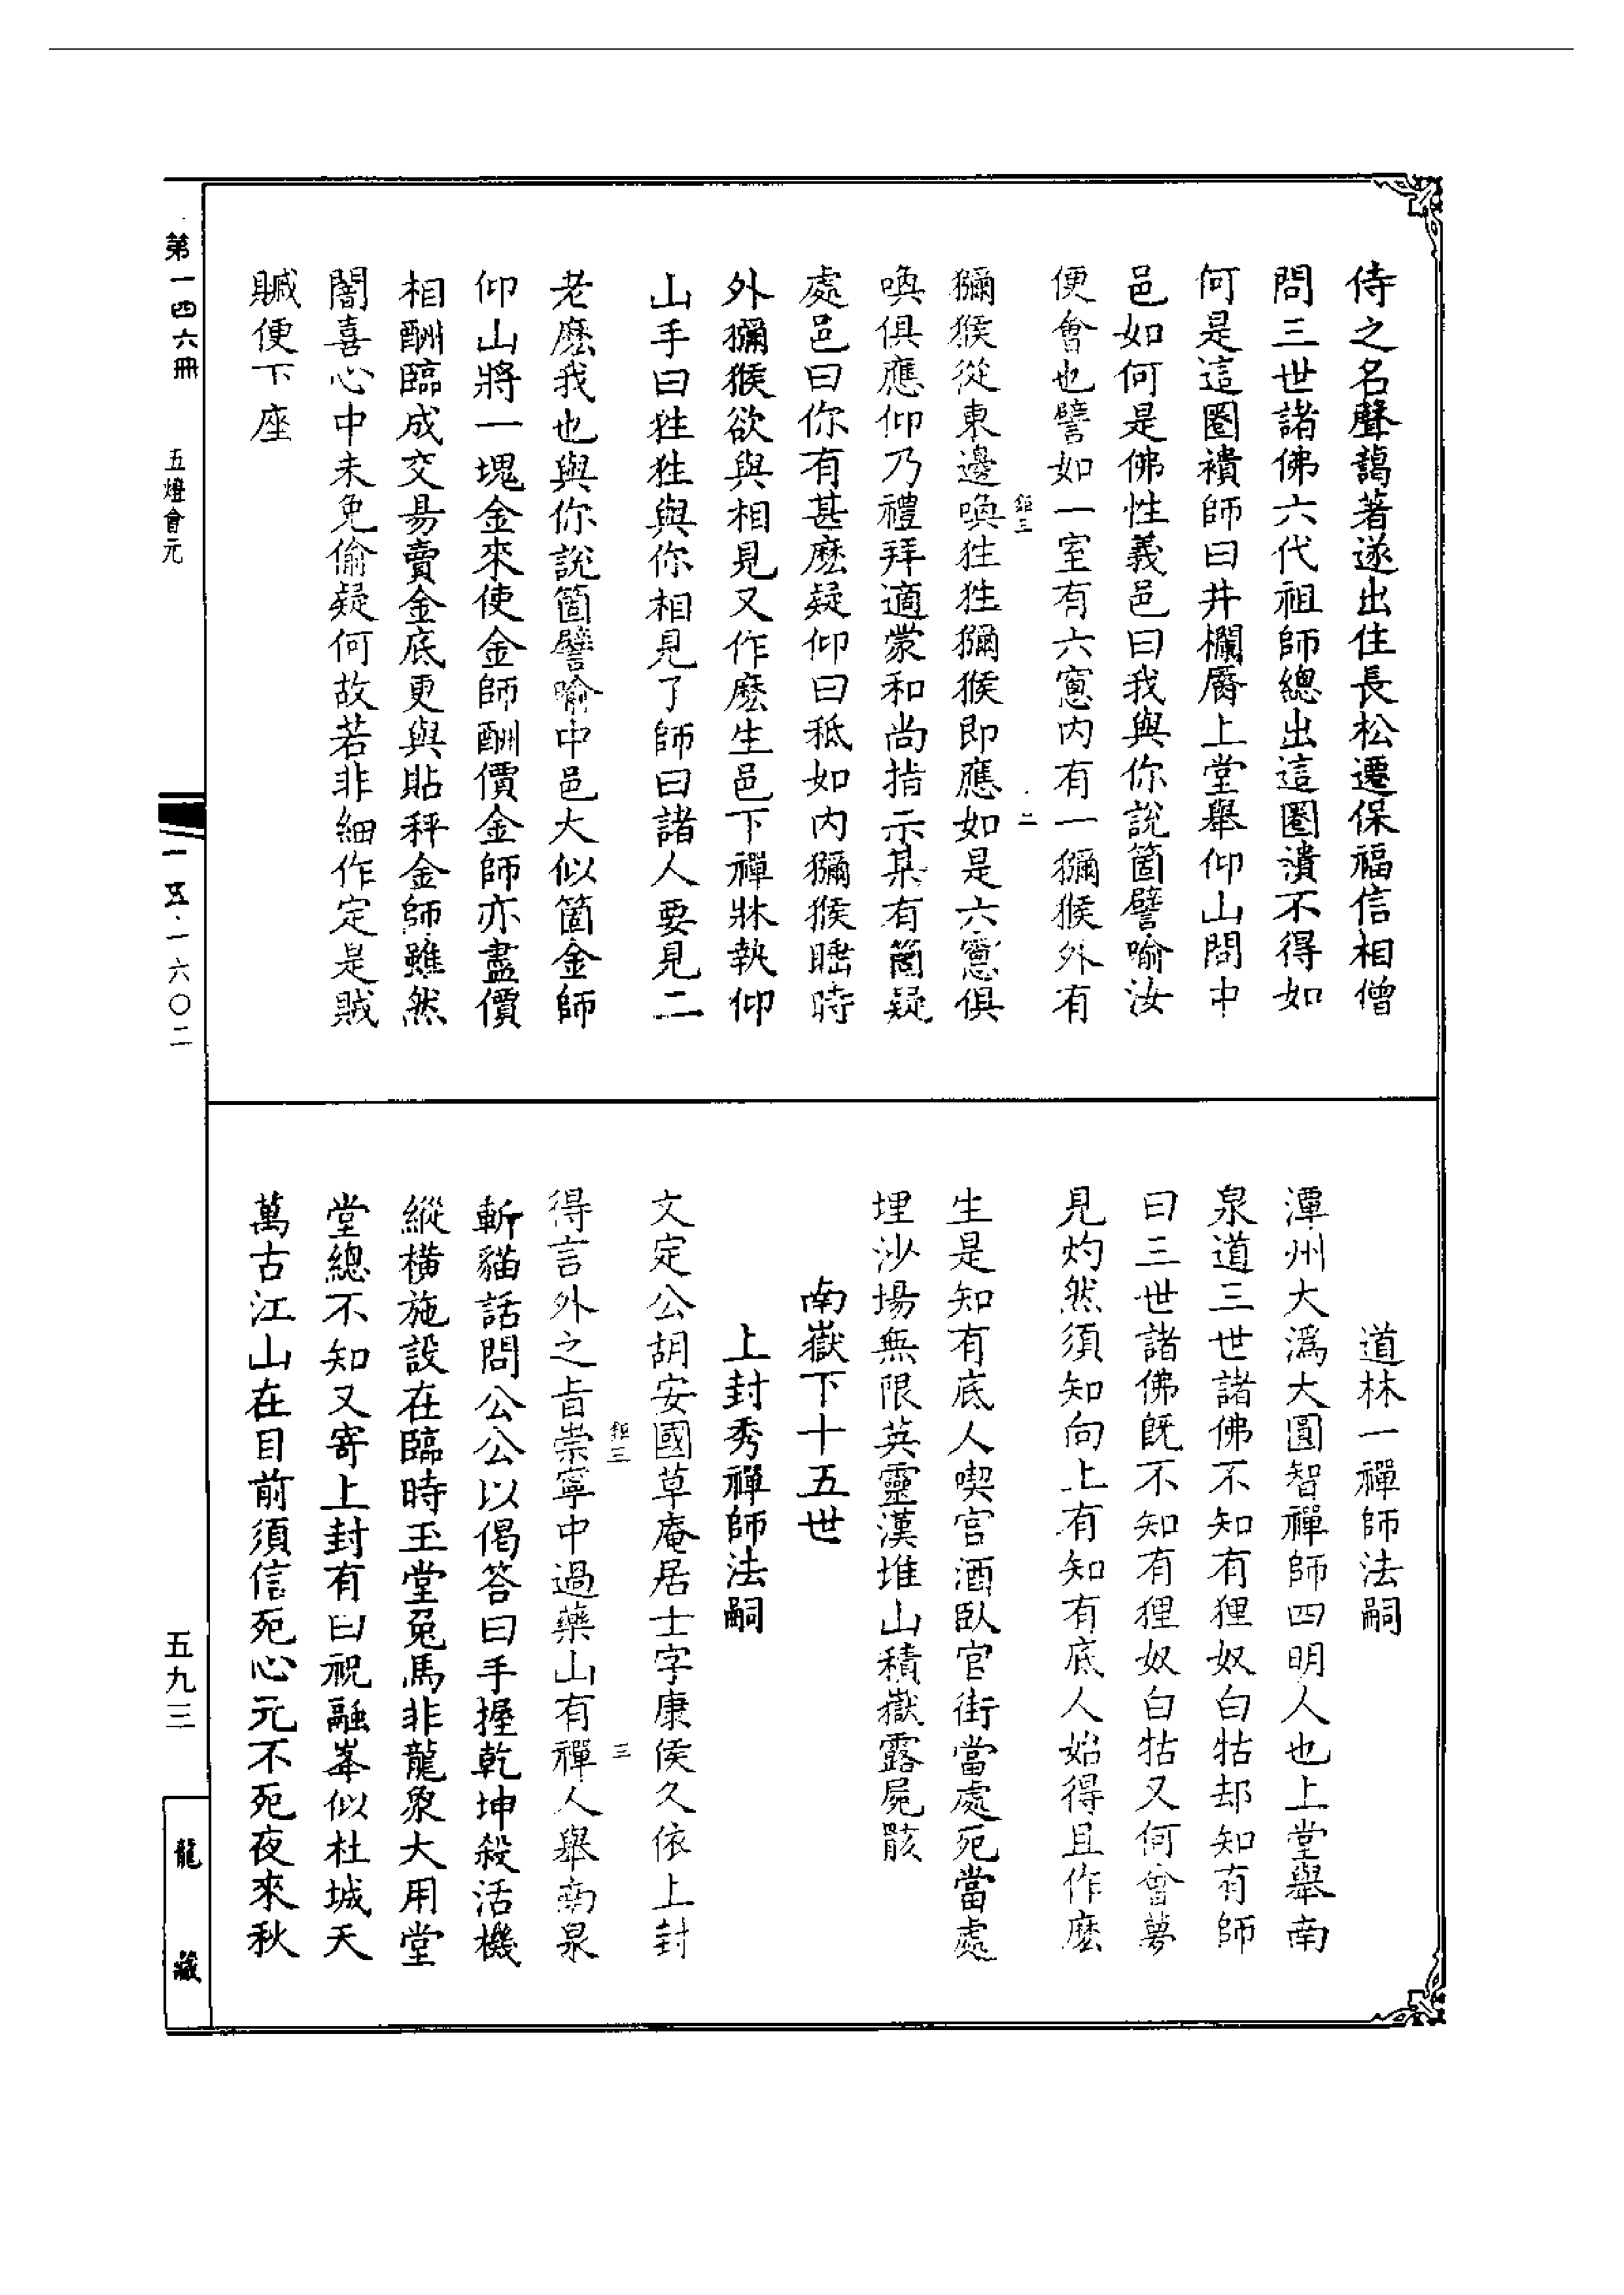 侍之名聲藹著遂出住長松遷保福信相僧
問三世諸佛六代祖師總出這圈潰不得如
何是這圈襀師曰井欄脣上堂舉仰山問中
邑如何是佛性義邑曰我與你說箇譬喻汝
便會也譬如一室有六窻內有一獼猴外有
獼猴從東邊喚狌狌獼猴即應如是六窻俱
喚俱應仰乃禮拜適蒙和尚指示某有箇疑
處邑曰你有甚麽疑仰曰秪如內獼猴睡時
外獼猴欲與相見又作麽生邑下禪牀執仰
山手曰狌狌與你相見了師曰諸人要見二
老麽我也與你說箇譬喻中邑大似箇金師
仰山將一塊金來使金師酬價金師亦盡價
相酬臨成交易賣金底更與貼秤金師雖然
闇喜心中未免偷疑何故若非細作定是賊
贓便下座
鉅三
二
道林一禪師法嗣
潭州大溈大圓智禪師四明人也上堂舉南
泉道三世諸佛不知有狸奴白牯却知有師
曰三世諸佛旣不知有狸奴白牯又何曾夢
見灼然須知向上有知有底人始得且作麽
生是知有底人喫官酒臥官街當處死當處
埋沙場無限英靈漢堆山積嶽露屍骸
南嶽下十五世
上封秀禪師法嗣
文定公胡安國草庵居士字康侯久依上封
得言外之旨崇寧中過藥山有禪人舉南泉
斬貓話問公公以偈答曰手握乾坤殺活機
縱橫施設在臨時玉堂兔馬非龍象大用堂
堂總不知又寄上封有曰祝融峯似杜城天
萬古江山在目前須信死心元不死夜來秋
鉅三
三
第一四六冊
五燈會元
一五·一六〇二
五九三
龍藏